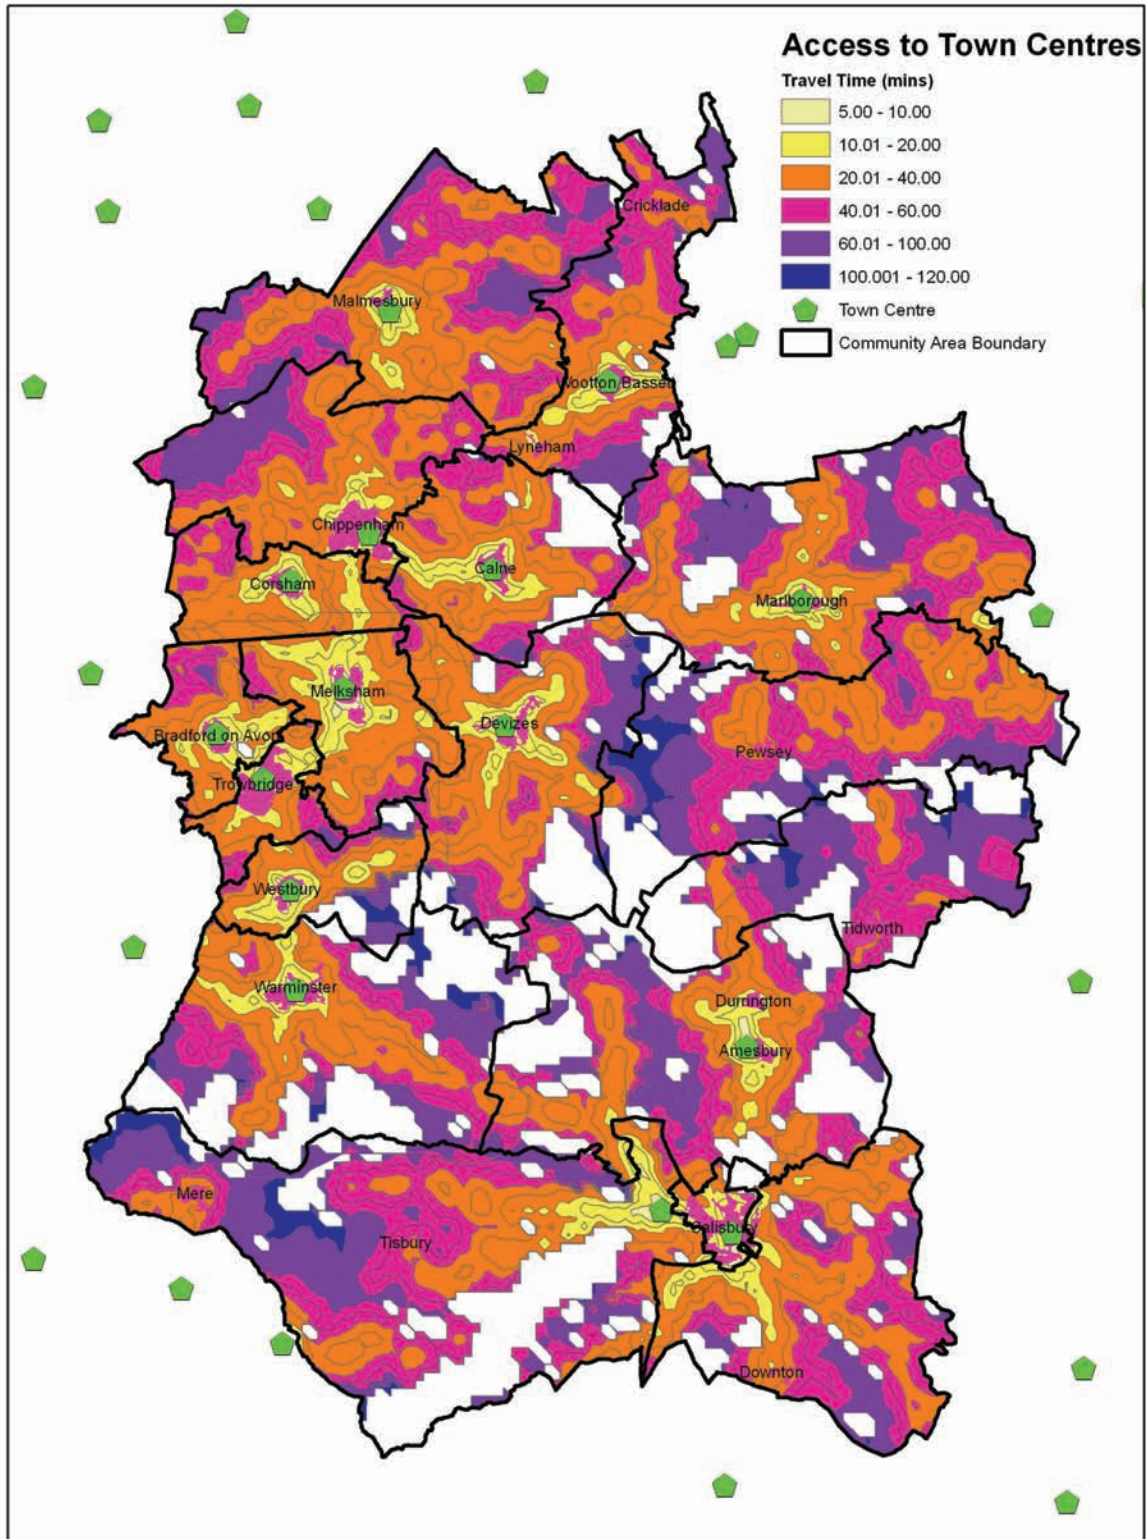 Access to Town Centres
Travel Time (mins)
5.00 - 10.00
10.01 - 20.00
20.01 - 40.00
40.01 - 60.00
60.01 - 100.00
100.001 - 120.00
Town Centre
Community Area Boundary
Cricklade
Malmesbury
Wootton Basset
Lyneham
Chippenham
Calne
Corsham
Marlborough
Melksham
Devizes
Bradford on Avon
Pewsey
Trowbridge
Westbury
Tidworth
Warminster
Durrington
Amesbury
Mere
Salisbury
Tisbury
Downton